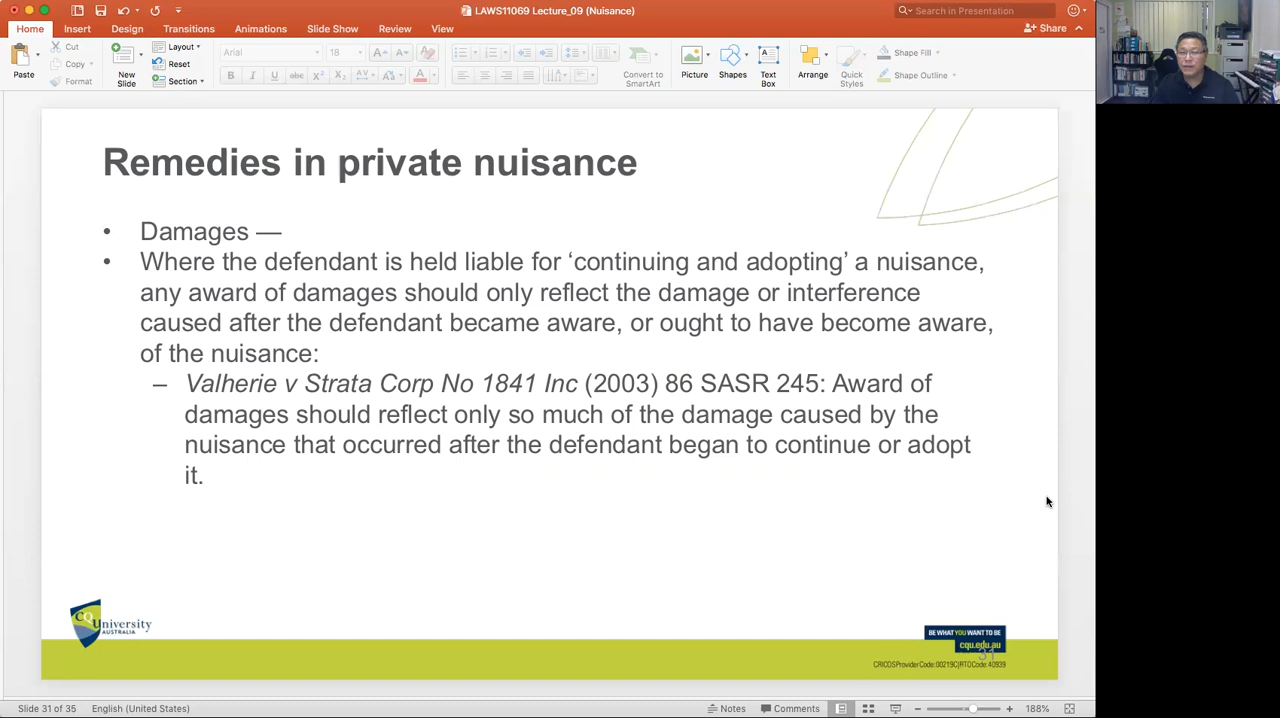 LAWS11069 Lecture_09 (Nuisance)
Search in Presentation
Home Insert Design Transitions Animations Slide Show Review View
Share
Paste
Cut
Copy
Format
New
Slide
Layout
Reset
Section
Arial 18
B I U abc X² X₂ AV Aa A
Convert to
SmartArt
Picture
Shapes
Text
Box
Arrange
Quick
Styles
Shape Fill
Shape Outline
Remedies in private nuisance
• Damages —
• Where the defendant is held liable for ‘continuing and adopting’ a nuisance,
any award of damages should only reflect the damage or interference
caused after the defendant became aware, or ought to have become aware,
of the nuisance:
– Valherie v Strata Corp No 1841 Inc (2003) 86 SASR 245: Award of
damages should reflect only so much of the damage caused by the
nuisance that occurred after the defendant began to continue or adopt
it.
CQUniversity
AUSTRALIA
BE WHAT YOU WANT TO BE
cqu.edu.au
31
CRICOS Provider Code: 00219C | RTO Code: 40939
Slide 31 of 35 English (United States)
Notes Comments 188%